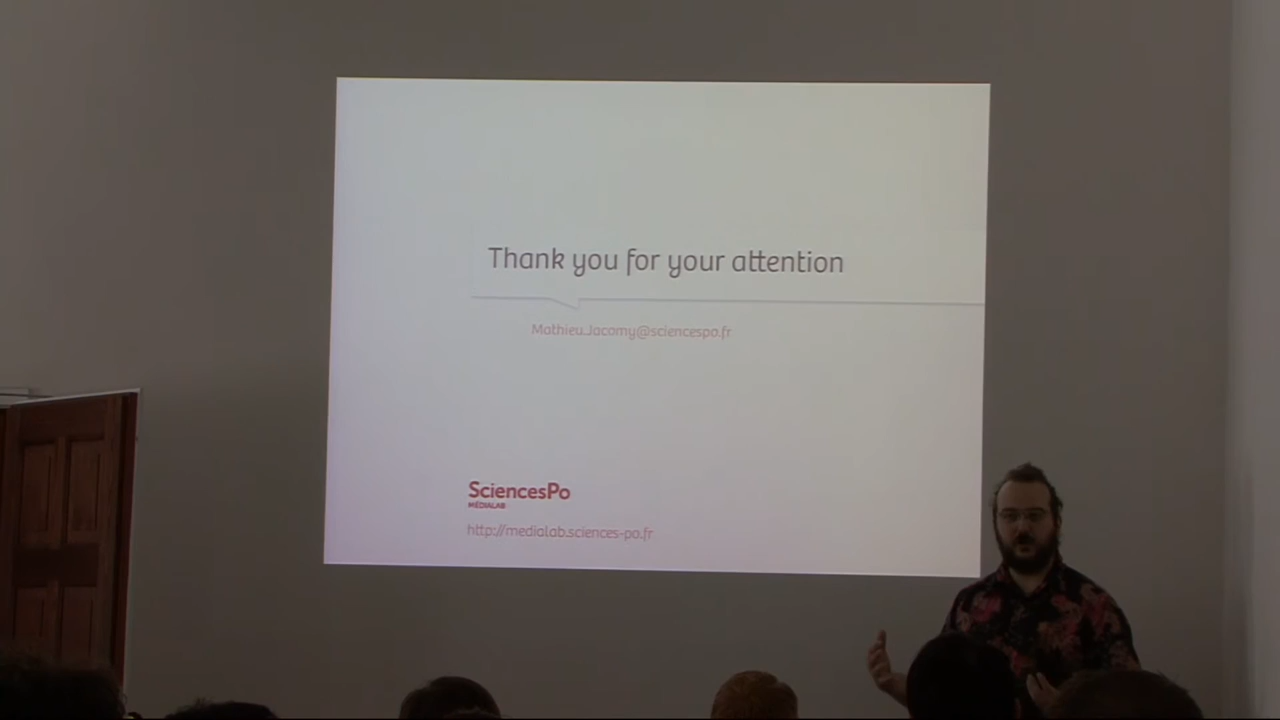 Thank you for your attention
Mathieu.Jacomy@sciencespo.fr
SciencesPo
MÉDIALAB
http://medialab.sciences-po.fr